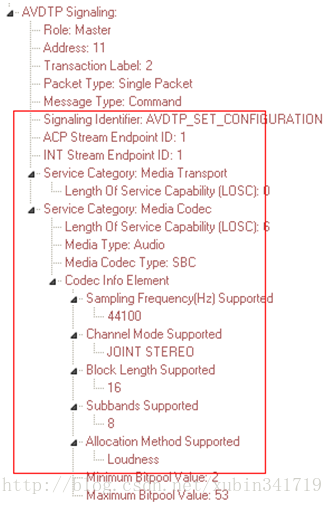 AVDTP Signaling:
Role: Master
Address: 11
Transaction Label: 2
Packet Type: Single Packet
Message Type: Command
Signaling Identifier: AVDTP_SET_CONFIGURATION
ACP Stream Endpoint ID: 1
INT Stream Endpoint ID: 1
Service Category: Media Transport
Length Of Service Capability (LOSC): 0
Service Category: Media Codec
Length Of Service Capability (LOSC): 6
Media Type: Audio
Media Codec Type: SBC
Codec Info Element
Sampling Frequency(Hz) Supported
44100
Channel Mode Supported
JOINT STEREO
Block Length Supported
16
Subbands Supported
8
Allocation Method Supported
Loudness
Minimum Bitpool Value: 2
http://blog.csdn.net/xubin341719
Maximum Bitpool Value: 53